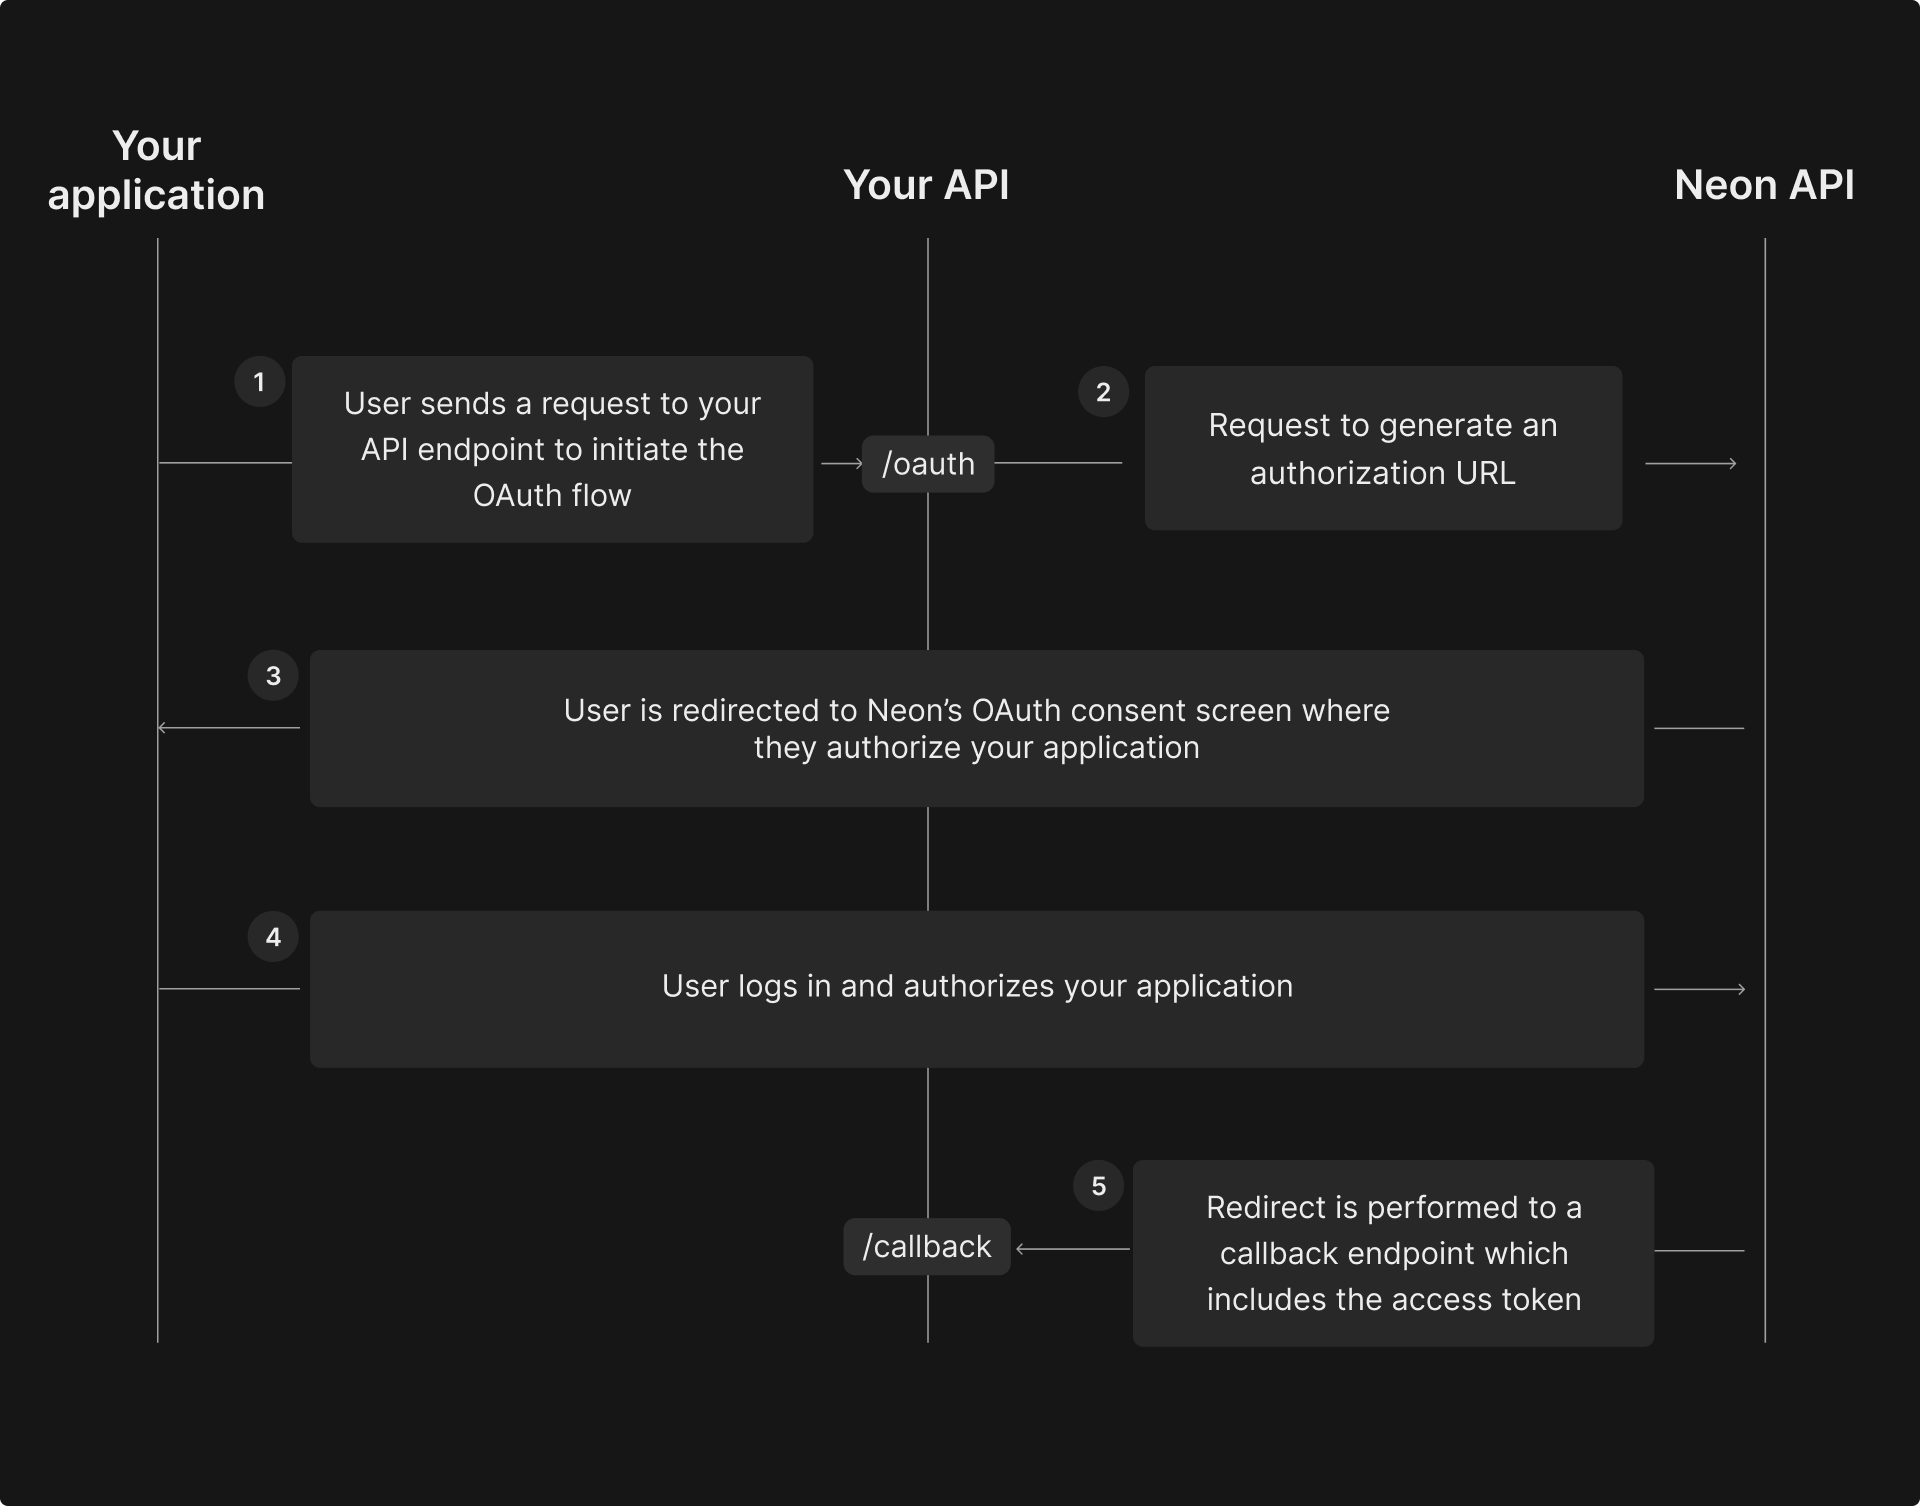 Your
application
Your API
Neon API
1
User sends a request to your
API endpoint to initiate the
OAuth flow
/oauth
2
Request to generate an
authorization URL
3
User is redirected to Neon’s OAuth consent screen where
they authorize your application
4
User logs in and authorizes your application
/callback
5
Redirect is performed to a
callback endpoint which
includes the access token